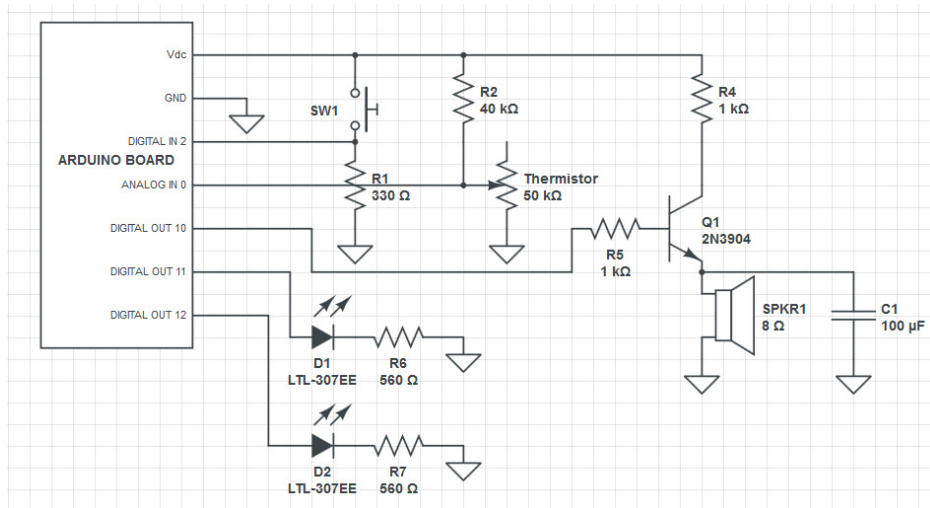 Vdc
GND
DIGITAL IN 2
ARDUINO BOARD
ANALOG IN 0
DIGITAL OUT 10
DIGITAL OUT 11
DIGITAL OUT 12
SW1
R1
330 Ω
R2
40 kΩ
Thermistor
50 kΩ
R4
1 kΩ
Q1
2N3904
R5
1 kΩ
SPKR1
8 Ω
C1
100 µF
D1
LTL-307EE
R6
560 Ω
D2
LTL-307EE
R7
560 Ω